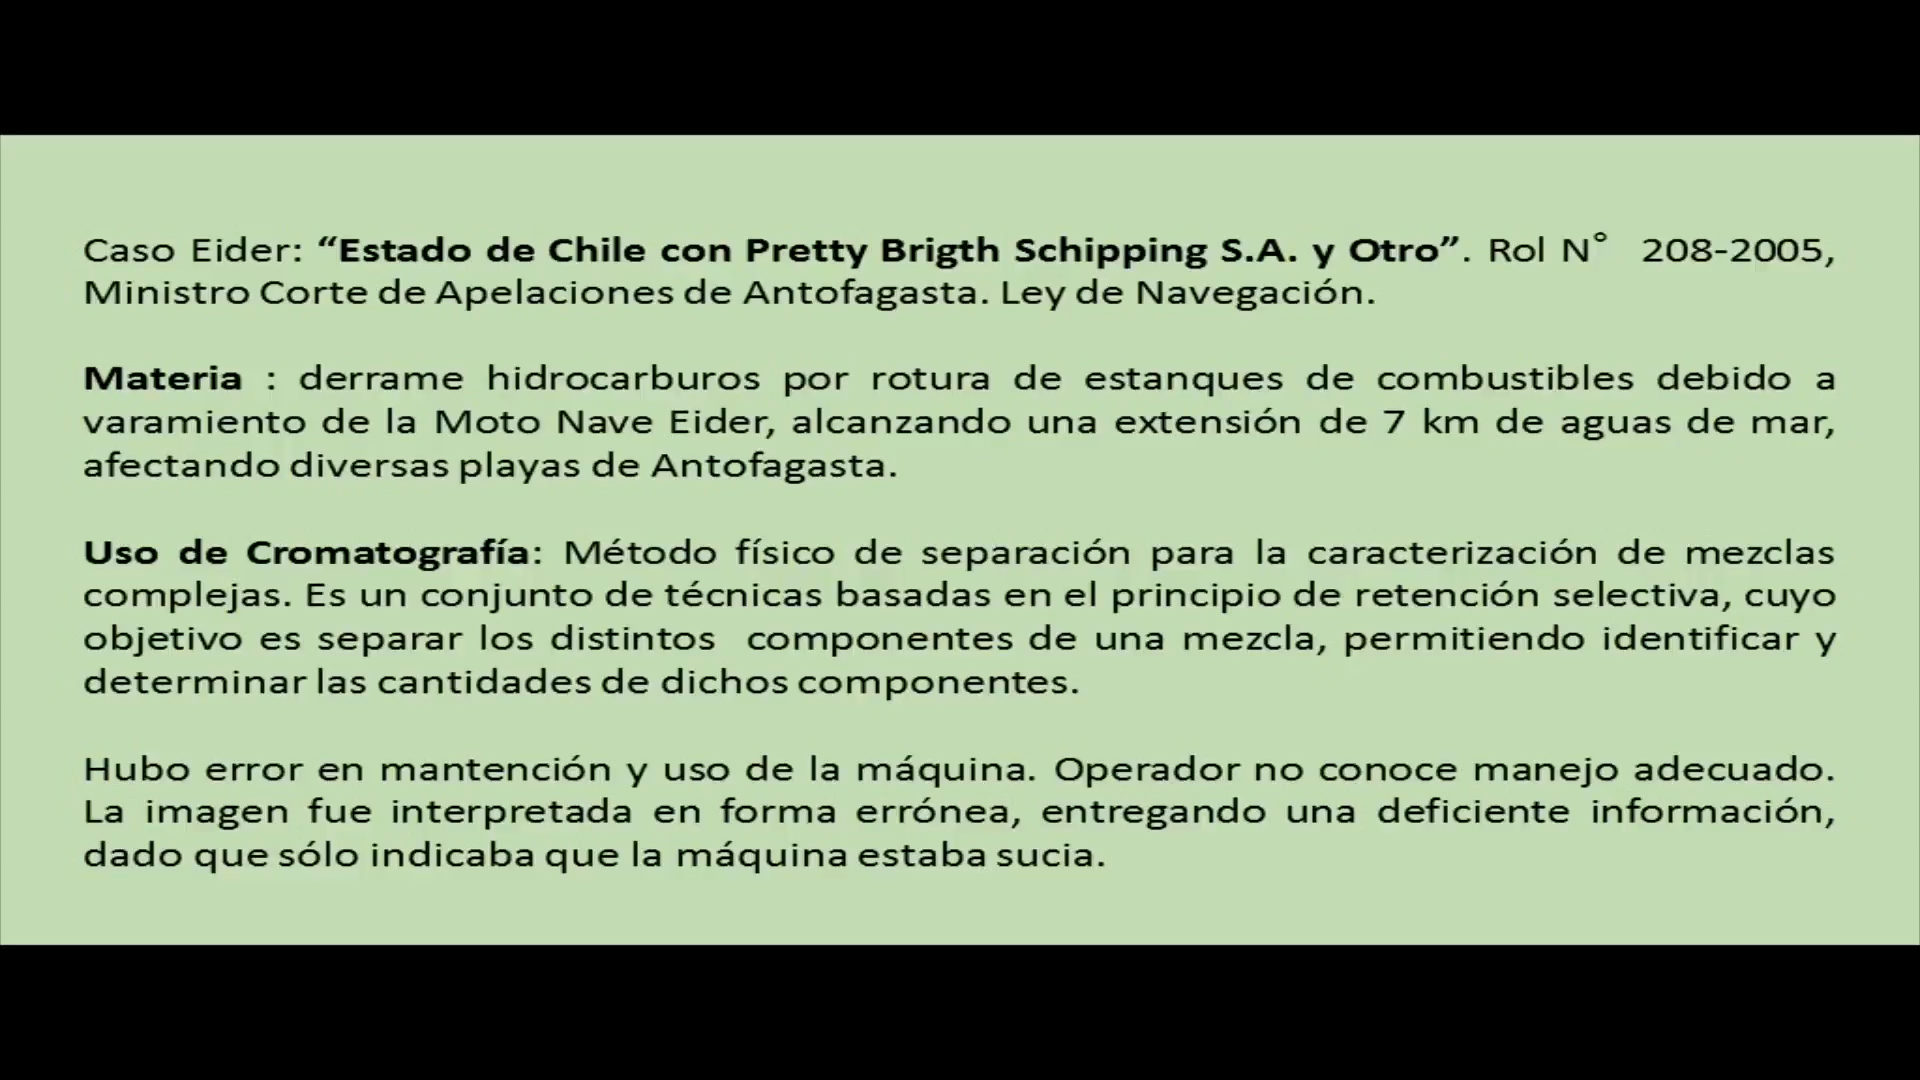 Caso Eider: “Estado de Chile con Pretty Brigth Schipping S.A. y Otro”. Rol N° 208-2005,
Ministro Corte de Apelaciones de Antofagasta. Ley de Navegación.
Materia : derrame hidrocarburos por rotura de estanques de combustibles debido a
varamiento de la Moto Nave Eider, alcanzando una extensión de 7 km de aguas de mar,
afectando diversas playas de Antofagasta.
Uso de Cromatografía: Método físico de separación para la caracterización de mezclas
complejas. Es un conjunto de técnicas basadas en el principio de retención selectiva, cuyo
objetivo es separar los distintos componentes de una mezcla, permitiendo identificar y
determinar las cantidades de dichos componentes.
Hubo error en mantención y uso de la máquina. Operador no conoce manejo adecuado.
La imagen fue interpretada en forma errónea, entregando una deficiente información,
dado que sólo indicaba que la máquina estaba sucia.